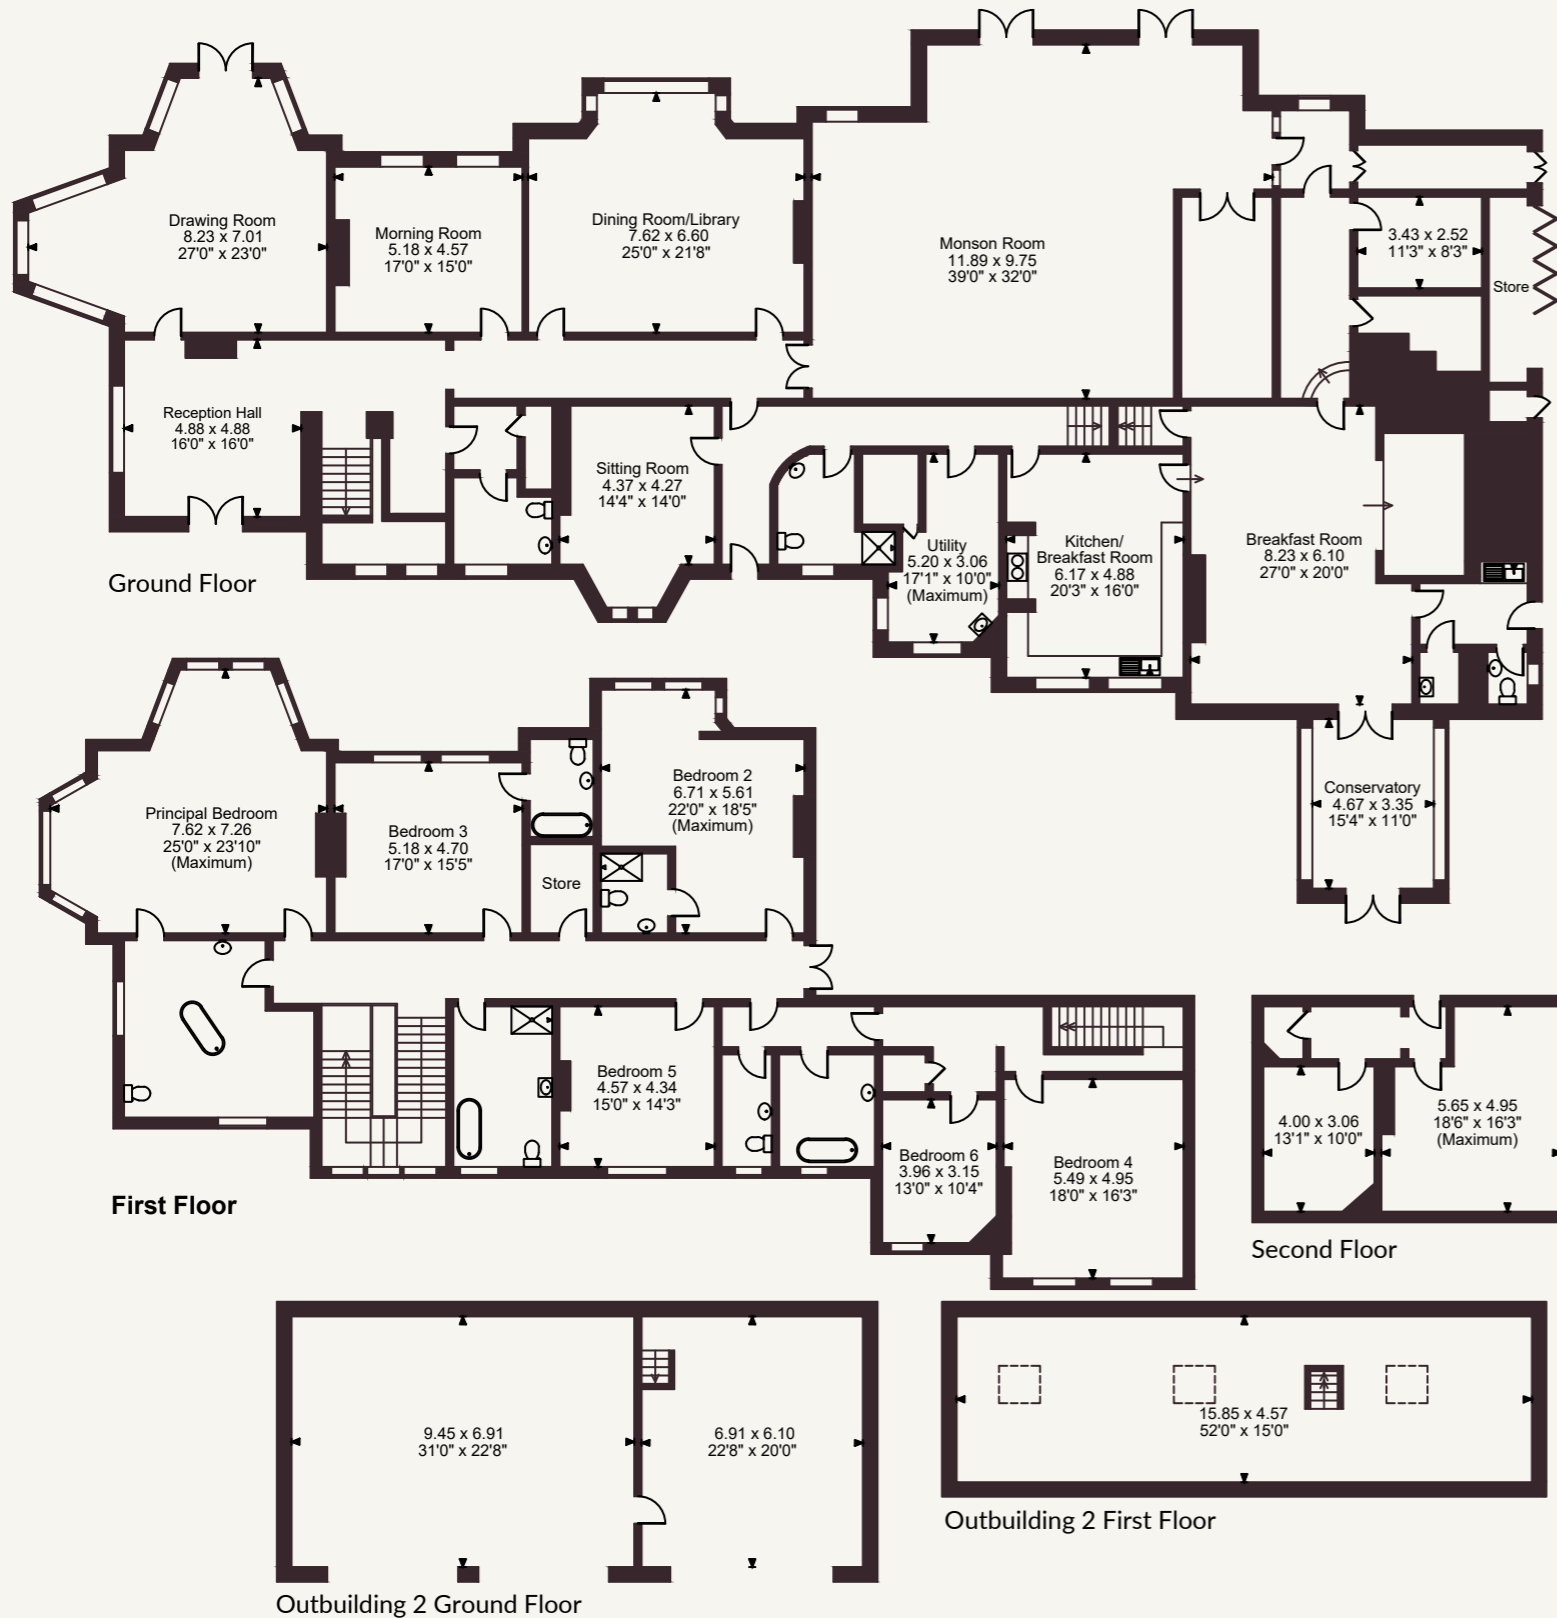 Drawing Room
8.23 x 7.01
27'0" x 23'0"
Morning Room
5.18 x 4.57
17'0" x 15'0"
Dining Room/Library
7.62 x 6.60
25'0" x 21'8"
Monson Room
11.89 x 9.75
39'0" x 32'0"
3.43 x 2.52
11'3" x 8'3"
Store
Reception Hall
4.88 x 4.88
16'0" x 16'0"
Sitting Room
4.37 x 4.27
14'4" x 14'0"
Utility
5.20 x 3.06
17'1" x 10'0"
(Maximum)
Kitchen/
Breakfast Room
6.17 x 4.88
20'3" x 16'0"
Breakfast Room
8.23 x 6.10
27'0" x 20'0"
Ground Floor
Conservatory
4.67 x 3.35
15'4" x 11'0"
Principal Bedroom
7.62 x 7.26
25'0" x 23'10"
(Maximum)
Bedroom 3
5.18 x 4.70
17'0" x 15'5"
Store
Bedroom 2
6.71 x 5.61
22'0" x 18'5"
(Maximum)
Bedroom 5
4.57 x 4.34
15'0" x 14'3"
Bedroom 6
3.96 x 3.15
13'0" x 10'4"
Bedroom 4
5.49 x 4.95
18'0" x 16'3"
First Floor
4.00 x 3.06
13'1" x 10'0"
5.65 x 4.95
18'6" x 16'3"
(Maximum)
Second Floor
9.45 x 6.91
31'0" x 22'8"
6.91 x 6.10
22'8" x 20'0"
Outbuilding 2 Ground Floor
15.85 x 4.57
52'0" x 15'0"
Outbuilding 2 First Floor